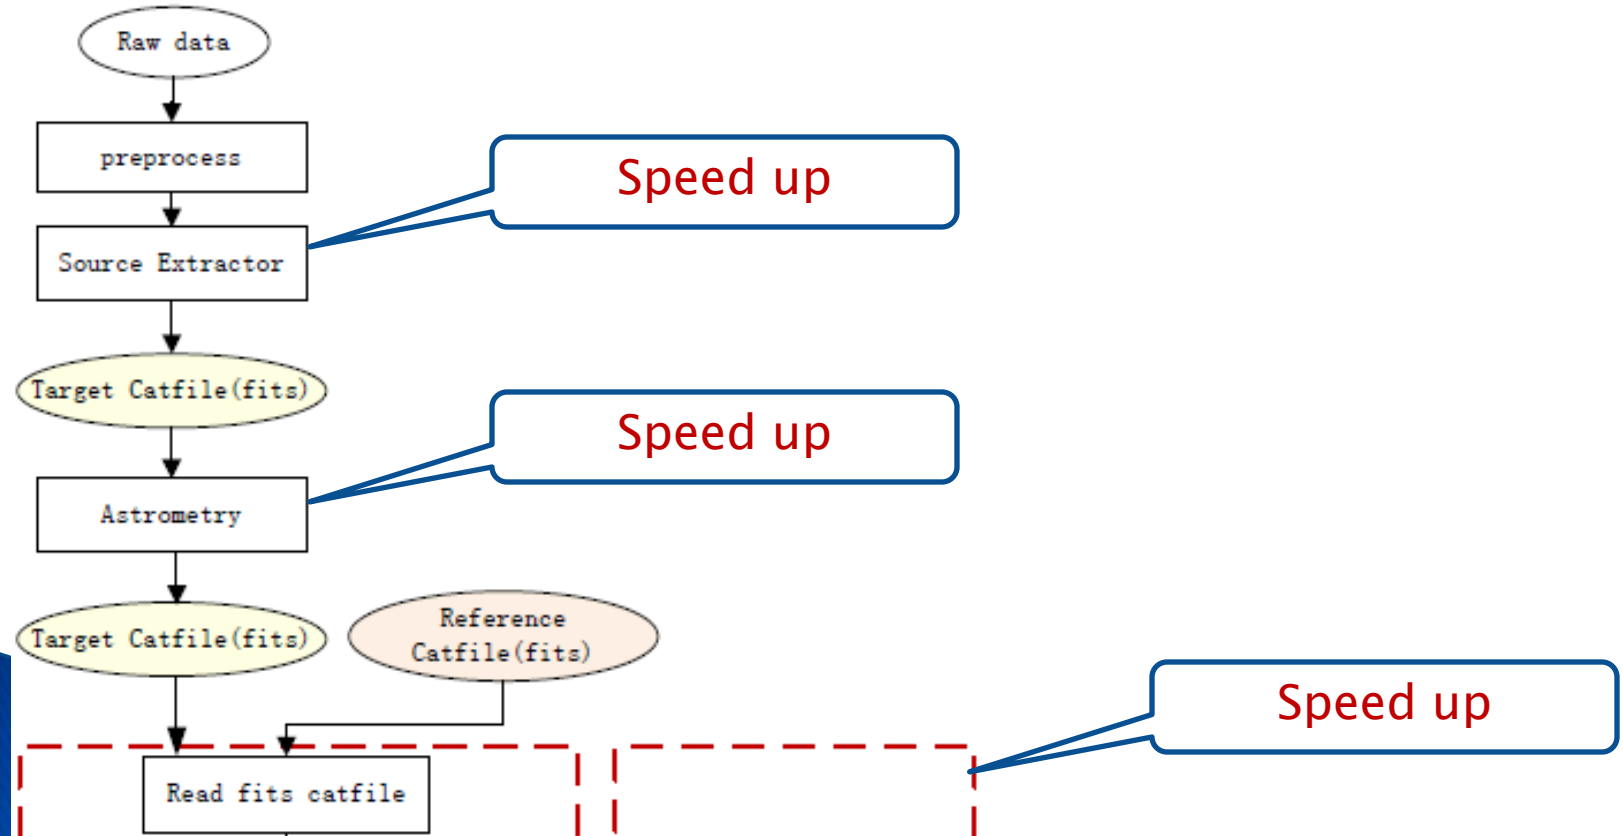 Raw data
preprocess
Speed up
Source Extractor
Target Catfile(fits)
Speed up
Astrometry
Target Catfile(fits)
Reference
Catfile(fits)
Speed up
Read fits catfile